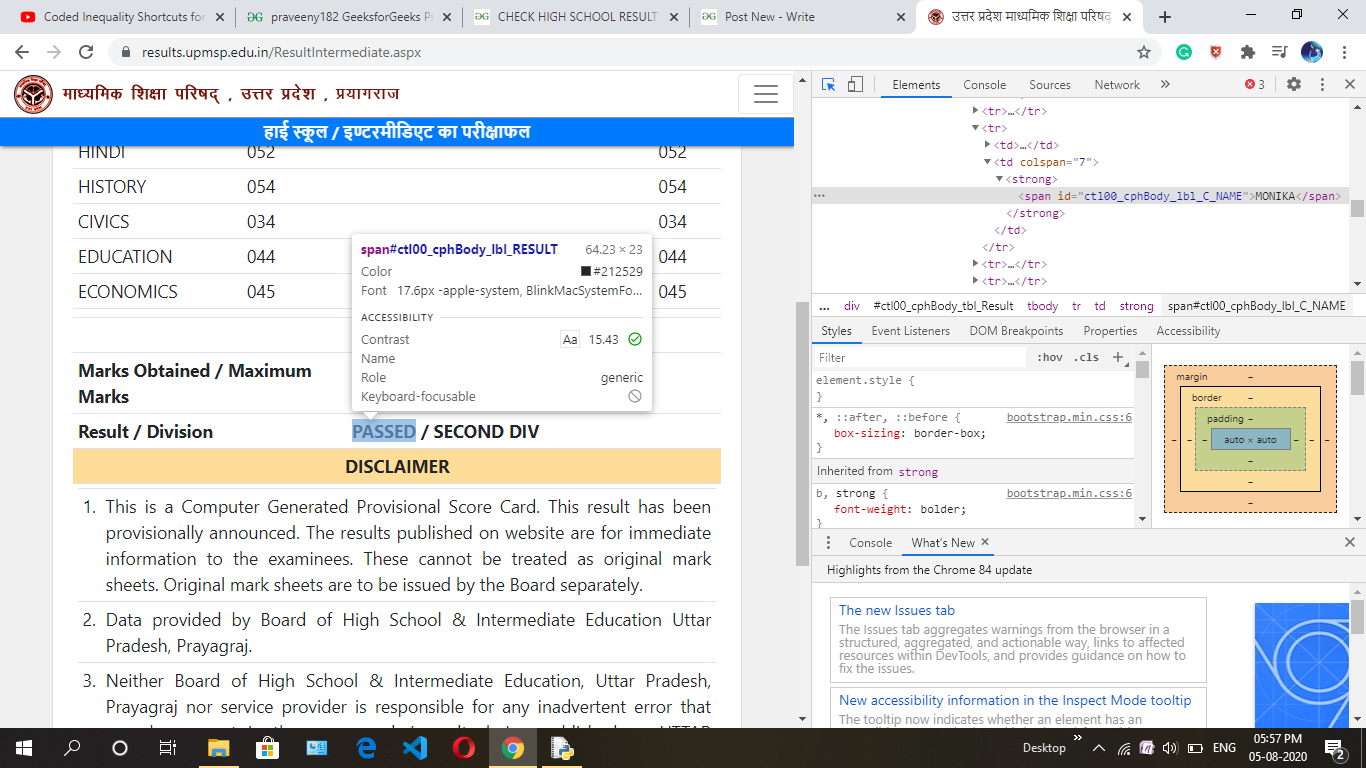 Coded Inequality Shortcuts for
praveeny182 GeeksforGeeks Pr
CHECK HIGH SCHOOL RESULT
Post New - Write
उत्तर प्रदेश माध्यमिक शिक्षा परिषद्
results.upmsp.edu.in/ResultIntermediate.aspx
माध्यमिक शिक्षा परिषद् , उत्तर प्रदेश , प्रयागराज
हाई स्कूल / इण्टरमीडिएट का परीक्षाफल
HINDI 052 052
HISTORY 054 054
CIVICS 034 034
EDUCATION 044 044
ECONOMICS 045 045
span#ctl00_cphBody_lbl_RESULT 64.23 × 23
Color #212529
Font 17.6px -apple-system, BlinkMacSystemFo...
ACCESSIBILITY
Contrast Aa 15.43
Name
Role generic
Keyboard-focusable
Marks Obtained / Maximum
Marks
Result / Division PASSED / SECOND DIV
DISCLAIMER
1. This is a Computer Generated Provisional Score Card. This result has been
provisionally announced. The results published on website are for immediate
information to the examinees. These cannot be treated as original mark
sheets. Original mark sheets are to be issued by the Board separately.
2. Data provided by Board of High School & Intermediate Education Uttar
Pradesh, Prayagraj.
3. Neither Board of High School & Intermediate Education, Uttar Pradesh,
Prayagraj nor service provider is responsible for any inadvertent error that
Elements Console Sources Network » 3
<tr>…</tr>
<tr>
<td>…</td>
<td colspan="7">
<strong>
… <span id="ctl00_cphBody_lbl_C_NAME">MONIKA</span>
</strong>
</td>
</tr>
<tr>…</tr>
<tr>…</tr>
... div #ctl00_cphBody_tbl_Result tbody tr td strong span#ctl00_cphBody_lbl_C_NAME
Styles Event Listeners DOM Breakpoints Properties Accessibility
Filter :hov .cls +
element.style {
}
*, ::after, ::before { bootstrap.min.css:6
box-sizing: border-box;
}
Inherited from strong
b, strong { bootstrap.min.css:6
font-weight: bolder;
}
margin –
border –
padding –
– – – auto × auto – – –
–
–
–
Console What's New ×
Highlights from the Chrome 84 update
The new Issues tab
The Issues tab aggregates warnings from the browser in a
structured, aggregated, and actionable way, links to affected
resources within DevTools, and provides guidance on how to
fix the issues.
New accessibility information in the Inspect Mode tooltip
The tooltip now indicates whether an element has an
Desktop » ENG 05:57 PM
05-08-2020 2